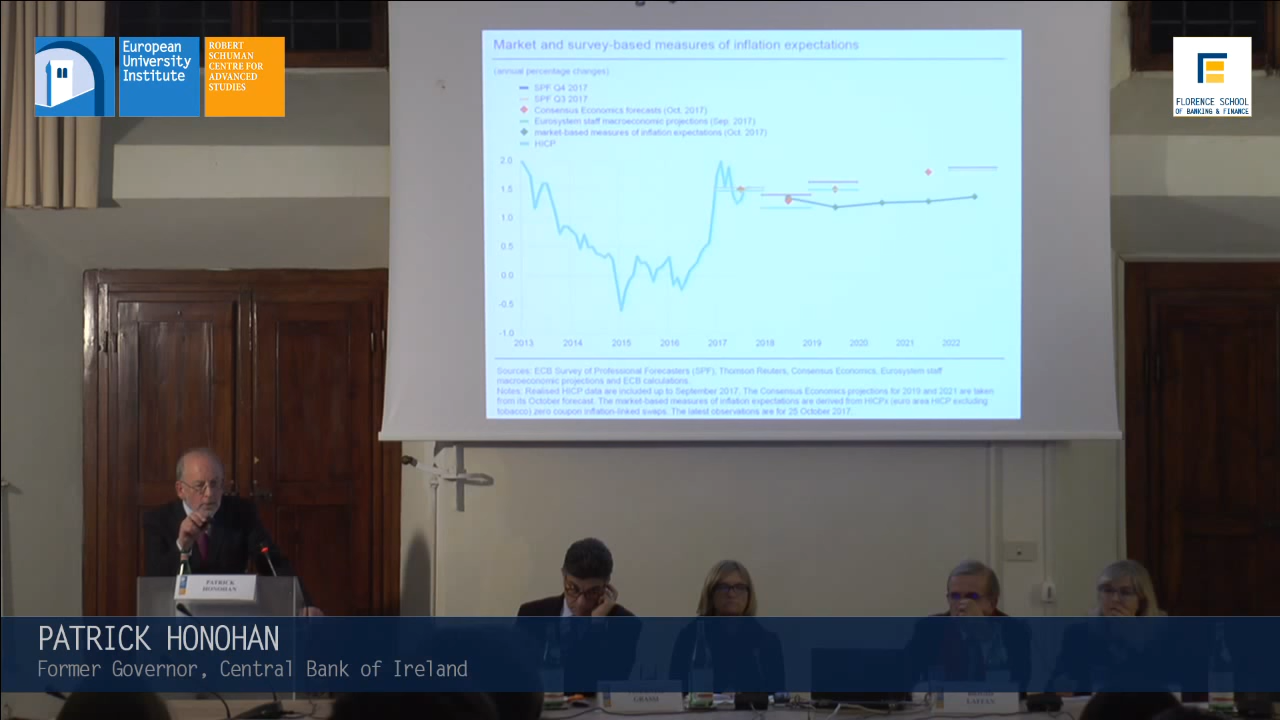 European
University
Institute
ROBERT
SCHUMAN
CENTRE FOR
ADVANCED
STUDIES
FLORENCE SCHOOL
OF BANKING & FINANCE
Market and survey-based measures of inflation expectations
(annual percentage changes)
SPF Q4 2017
SPF Q3 2017
Consensus Economics forecasts (Oct. 2017)
Eurosystem staff macroeconomic projections (Sep. 2017)
market-based measures of inflation expectations (Oct. 2017)
HICP
2.0
1.5
1.0
0.5
0.0
-0.5
-1.0
2013 2014 2015 2016 2017 2018 2019 2020 2021 2022
Sources: ECB Survey of Professional Forecasters (SPF), Thomson Reuters, Consensus Economics, Eurosystem staff
macroeconomic projections and ECB calculations.
Notes: Realised HICP data are included up to September 2017. The Consensus Economics projections for 2019 and 2021 are taken
from its October forecast. The market-based measures of inflation expectations are derived from HICPx (euro area HICP excluding
tobacco) zero coupon inflation-linked swaps. The latest observations are for 25 October 2017.
PATRICK
HONOHAN
PATRICK HONOHAN
Former Governor, Central Bank of Ireland
GRASSI